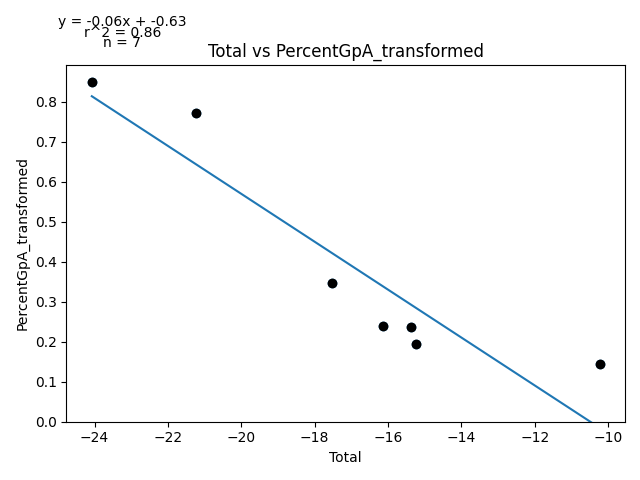 y = -0.06x + -0.63
r^2 = 0.86
n = 7
Total vs PercentGpA_transformed
PercentGpA_transformed
0.8
0.7
0.6
0.5
0.4
0.3
0.2
0.1
0.0
−24 −22 −20 −18 −16 −14 −12 −10
Total